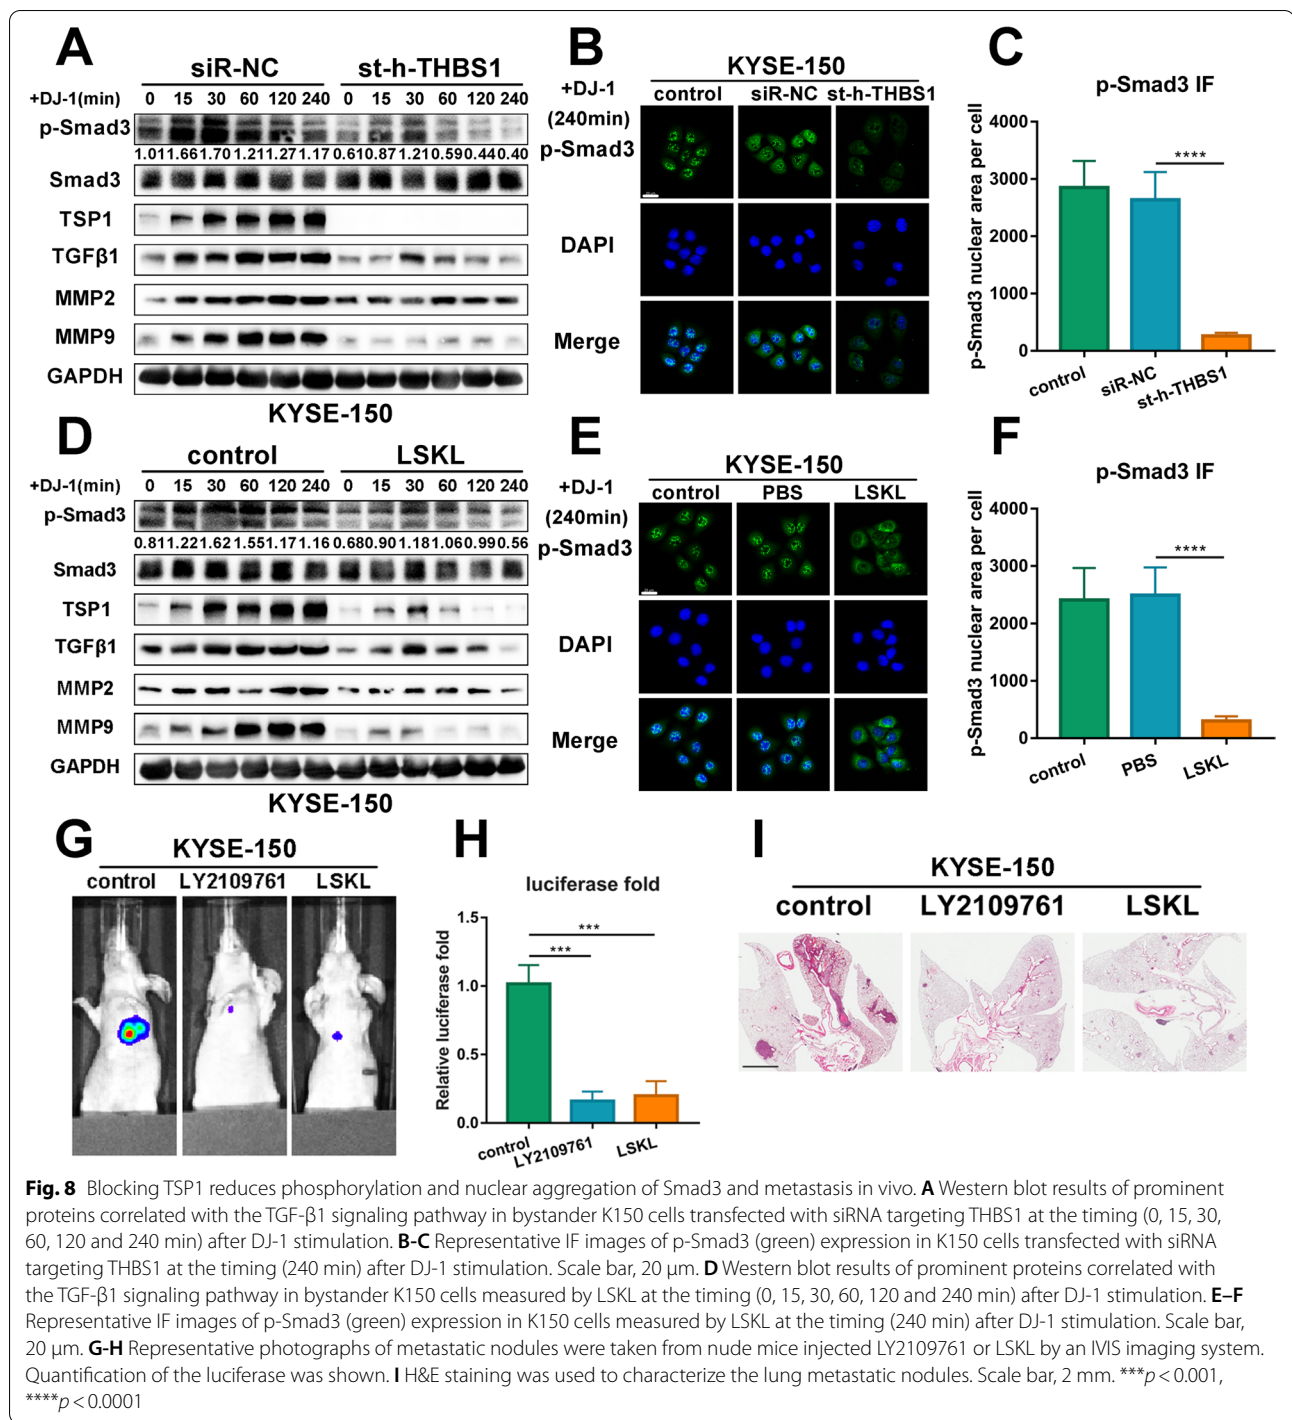 A
siR-NC st-h-THBS1
+DJ-1(min) 0 15 30 60 120 240 0 15 30 60 120 240
p-Smad3
1.01 1.66 1.70 1.21 1.27 1.17 0.61 0.87 1.21 0.59 0.44 0.40
Smad3
TSP1
TGFβ1
MMP2
MMP9
GAPDH
KYSE-150
B
KYSE-150
+DJ-1 control siR-NC st-h-THBS1
(240min)
p-Smad3
DAPI
Merge
C
p-Smad3 IF
p-Smad3 nuclear area per cell
4000
3000
2000
1000
0
****
control siR-NC st-h-THBS1
D
control LSKL
+DJ-1(min) 0 15 30 60 120 240 0 15 30 60 120 240
p-Smad3
0.81 1.22 1.62 1.55 1.17 1.16 0.68 0.90 1.18 1.06 0.99 0.56
Smad3
TSP1
TGFβ1
MMP2
MMP9
GAPDH
KYSE-150
E
KYSE-150
+DJ-1 control PBS LSKL
(240min)
p-Smad3
DAPI
Merge
F
p-Smad3 IF
p-Smad3 nuclear area per cell
4000
3000
2000
1000
0
****
control PBS LSKL
G
KYSE-150
control LY2109761 LSKL
H
luciferase fold
Relative luciferase fold
1.5
1.0
0.5
0.0
***
***
control LY2109761 LSKL
I
KYSE-150
control LY2109761 LSKL
Fig. 8 Blocking TSP1 reduces phosphorylation and nuclear aggregation of Smad3 and metastasis in vivo. A Western blot results of prominent
proteins correlated with the TGF-β1 signaling pathway in bystander K150 cells transfected with siRNA targeting THBS1 at the timing (0, 15, 30,
60, 120 and 240 min) after DJ-1 stimulation. B-C Representative IF images of p-Smad3 (green) expression in K150 cells transfected with siRNA
targeting THBS1 at the timing (240 min) after DJ-1 stimulation. Scale bar, 20 μm. D Western blot results of prominent proteins correlated with
the TGF-β1 signaling pathway in bystander K150 cells measured by LSKL at the timing (0, 15, 30, 60, 120 and 240 min) after DJ-1 stimulation. E–F
Representative IF images of p-Smad3 (green) expression in K150 cells measured by LSKL at the timing (240 min) after DJ-1 stimulation. Scale bar,
20 μm. G-H Representative photographs of metastatic nodules were taken from nude mice injected LY2109761 or LSKL by an IVIS imaging system.
Quantification of the luciferase was shown. I H&E staining was used to characterize the lung metastatic nodules. Scale bar, 2 mm. ***p < 0.001,
****p < 0.0001